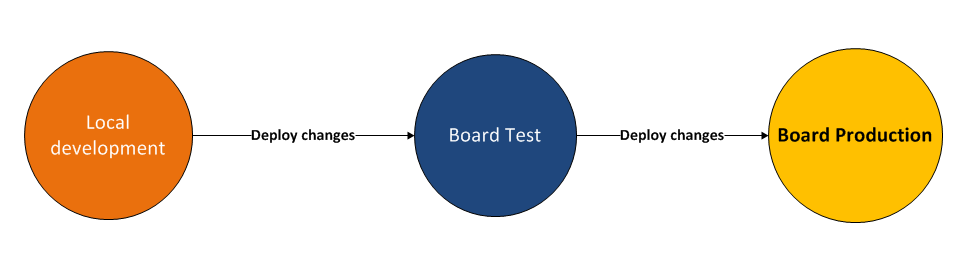 Local
development
Deploy changes
Board Test
Deploy changes
Board Production